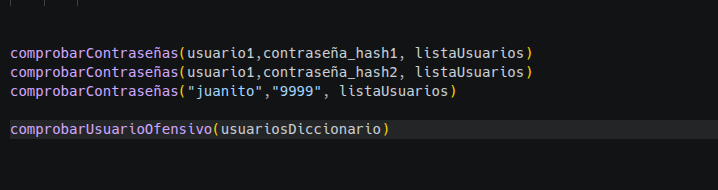 comprobarContraseñas(usuario1,contraseña_hash1, listaUsuarios)
comprobarContraseñas(usuario1,contraseña_hash2, listaUsuarios)
comprobarContraseñas("juanito","9999", listaUsuarios)
comprobarUsuarioOfensivo(usuariosDiccionario)